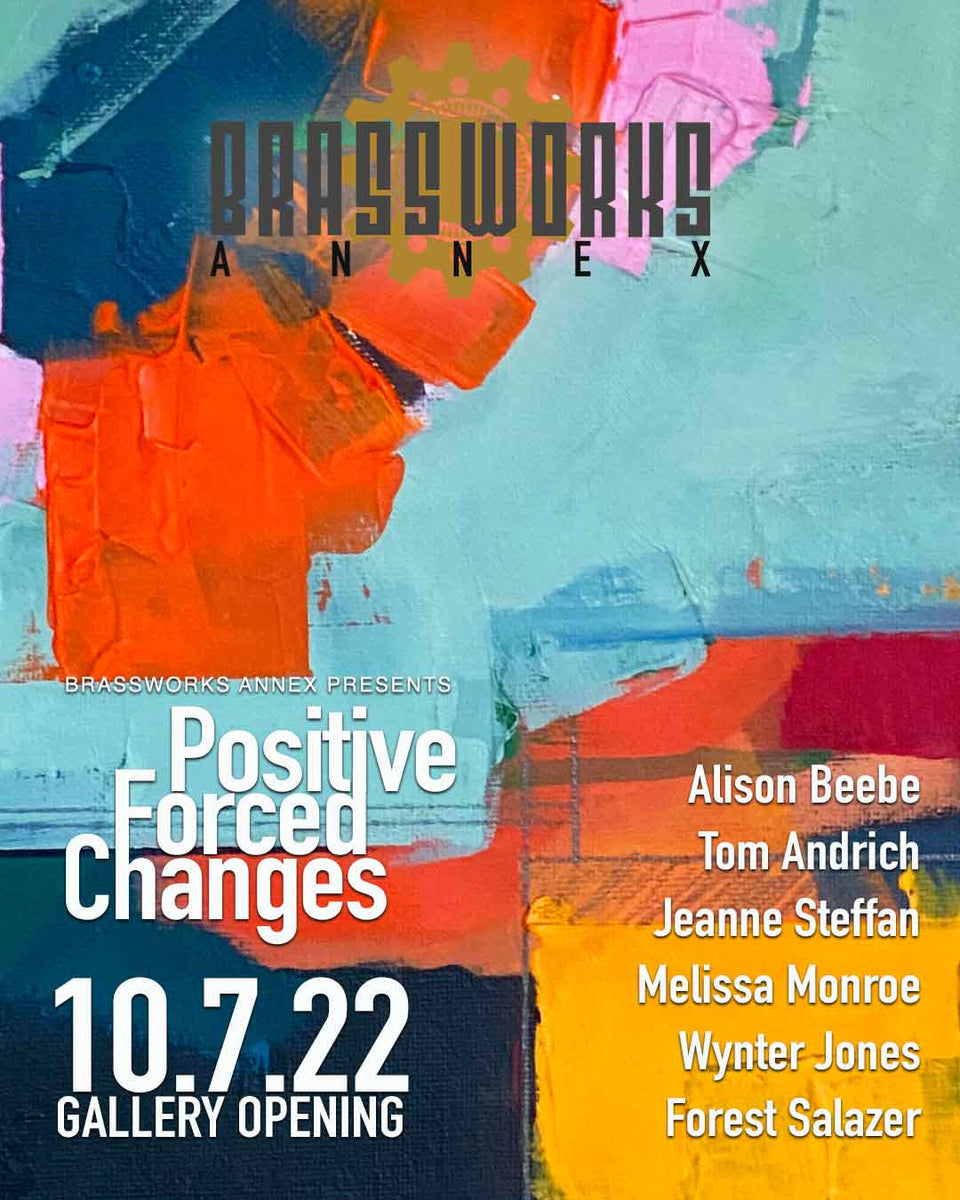 BRASSWORKS
ANNEX
BRASSWORKS ANNEX PRESENTS
Positive
Forced
Changes
10.7.22
GALLERY OPENING
Alison Beebe
Tom Andrich
Jeanne Steffan
Melissa Monroe
Wynter Jones
Forest Salazer